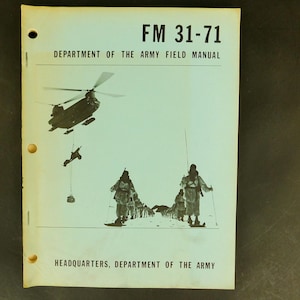 FM 31-71
DEPARTMENT OF THE ARMY FIELD MANUAL
HEADQUARTERS, DEPARTMENT OF THE ARMY